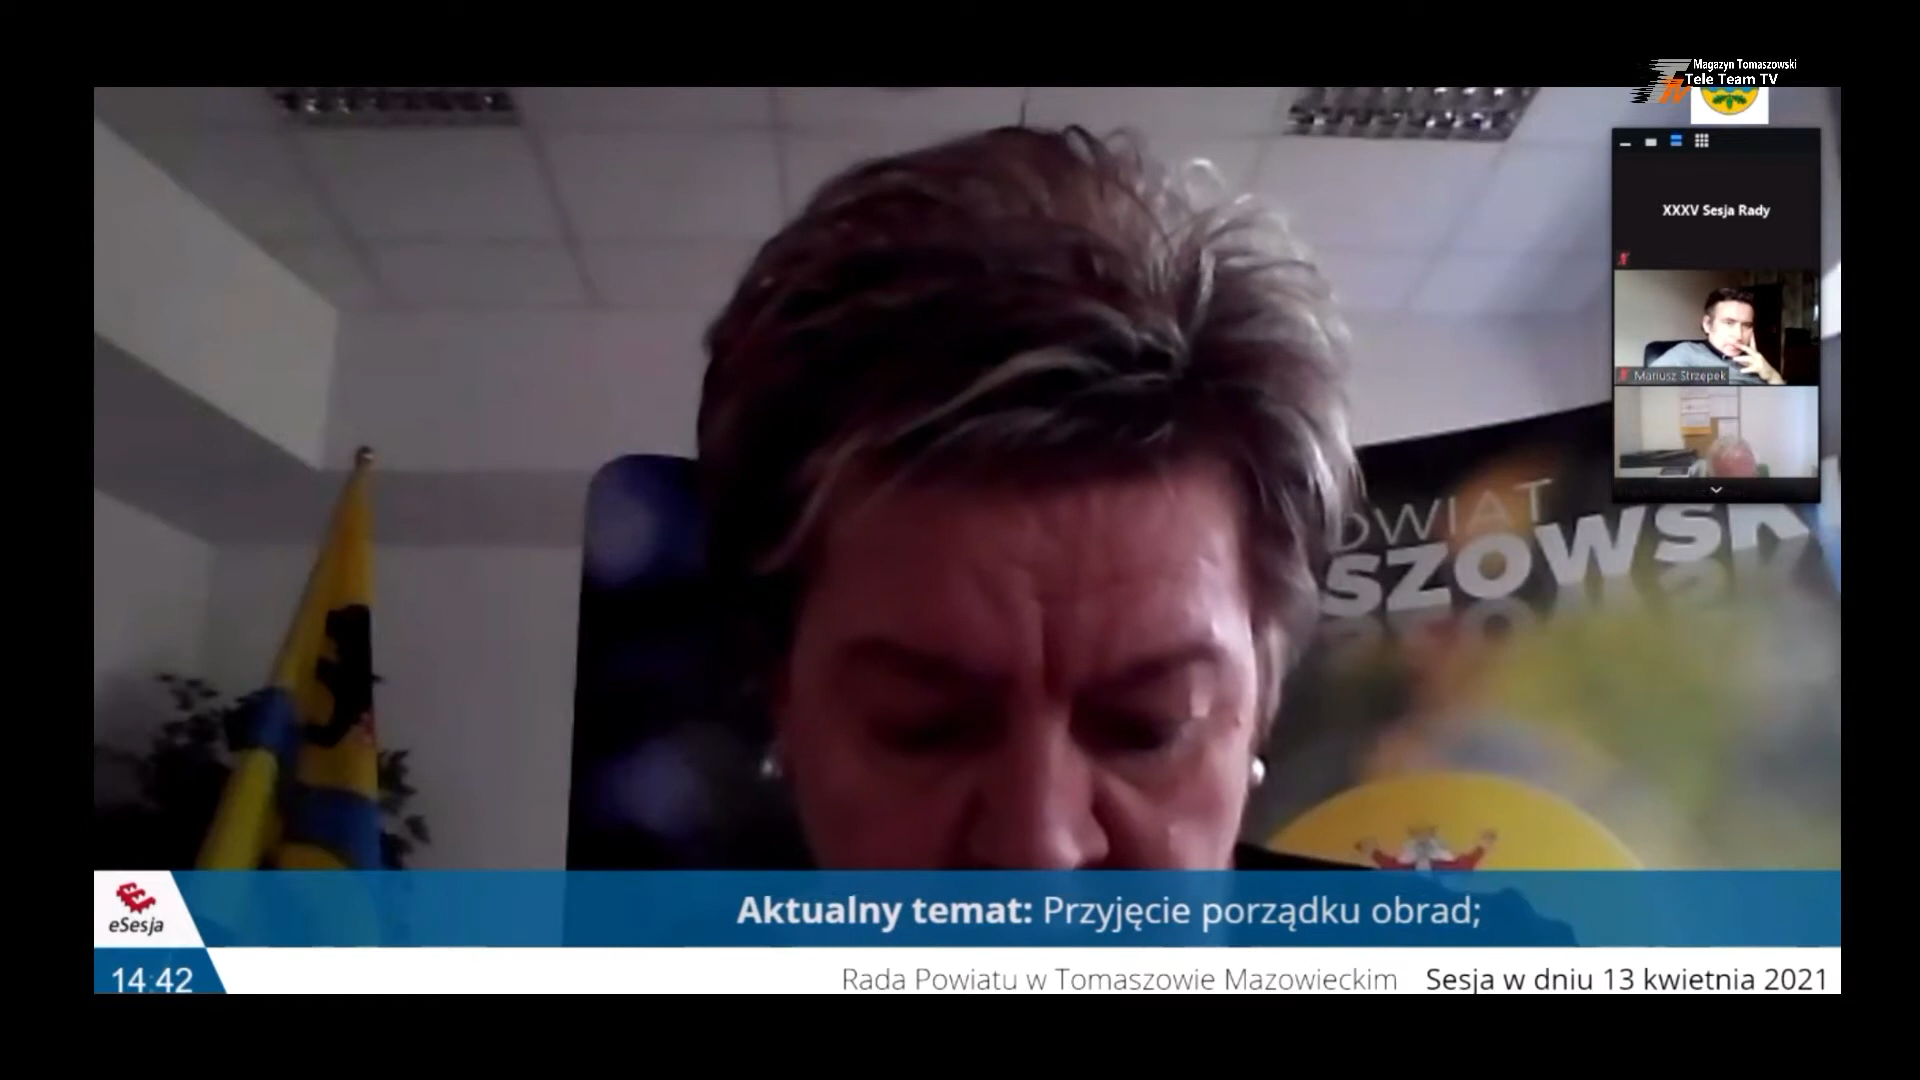 Magazyn Tomaszowski
Tele Team TV
XXXV Sesja Rady
Mariusz Strzępek
OWIAT
SZOWSK
Aktualny temat: Przyjęcie porządku obrad;
eSesja
14:42
Rada Powiatu w Tomaszowie Mazowieckim Sesja w dniu 13 kwietnia 2021